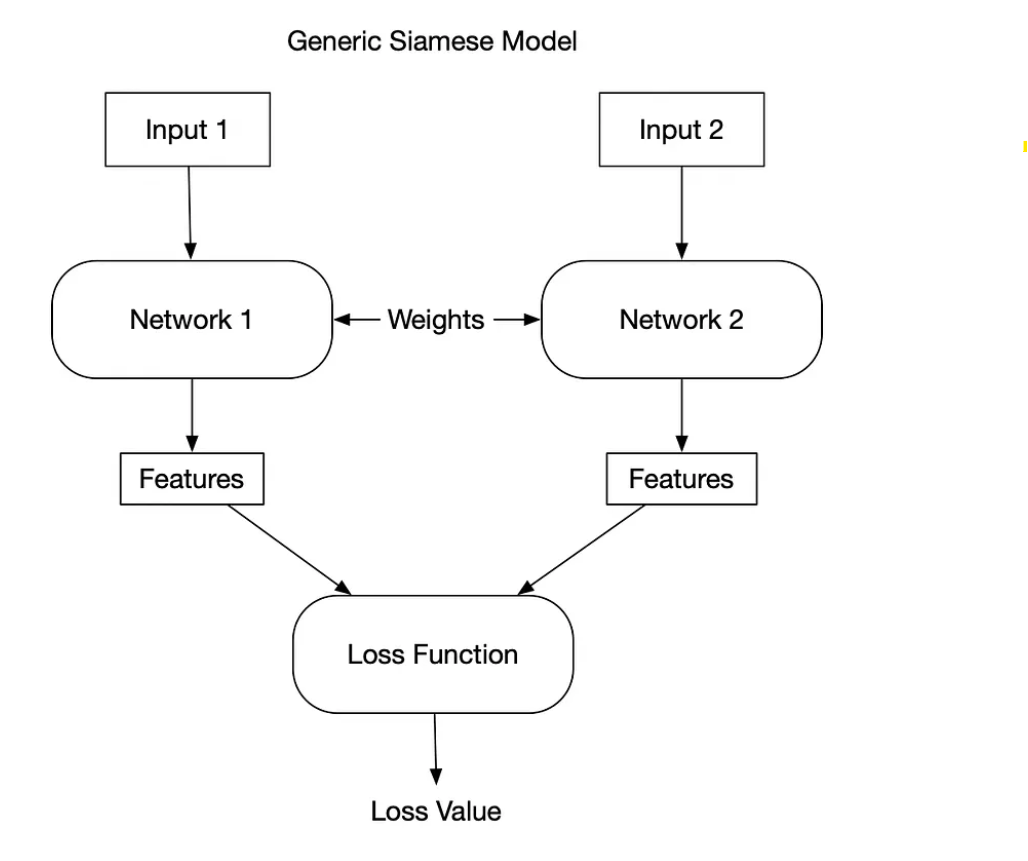 Generic Siamese Model
Input 1
Input 2
Network 1
Weights
Network 2
Features
Features
Loss Function
Loss Value